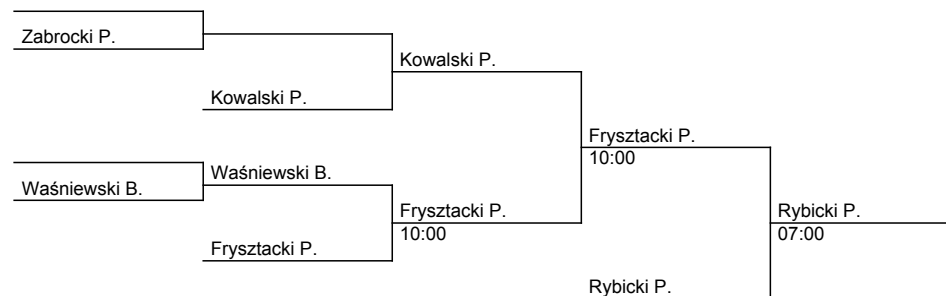 Zabrocki P.
Kowalski P.
Kowalski P.
Frysztacki P.
10:00
Waśniewski B.
Waśniewski B.
Frysztacki P.
10:00
Rybicki P.
07:00
Frysztacki P.
Rybicki P.